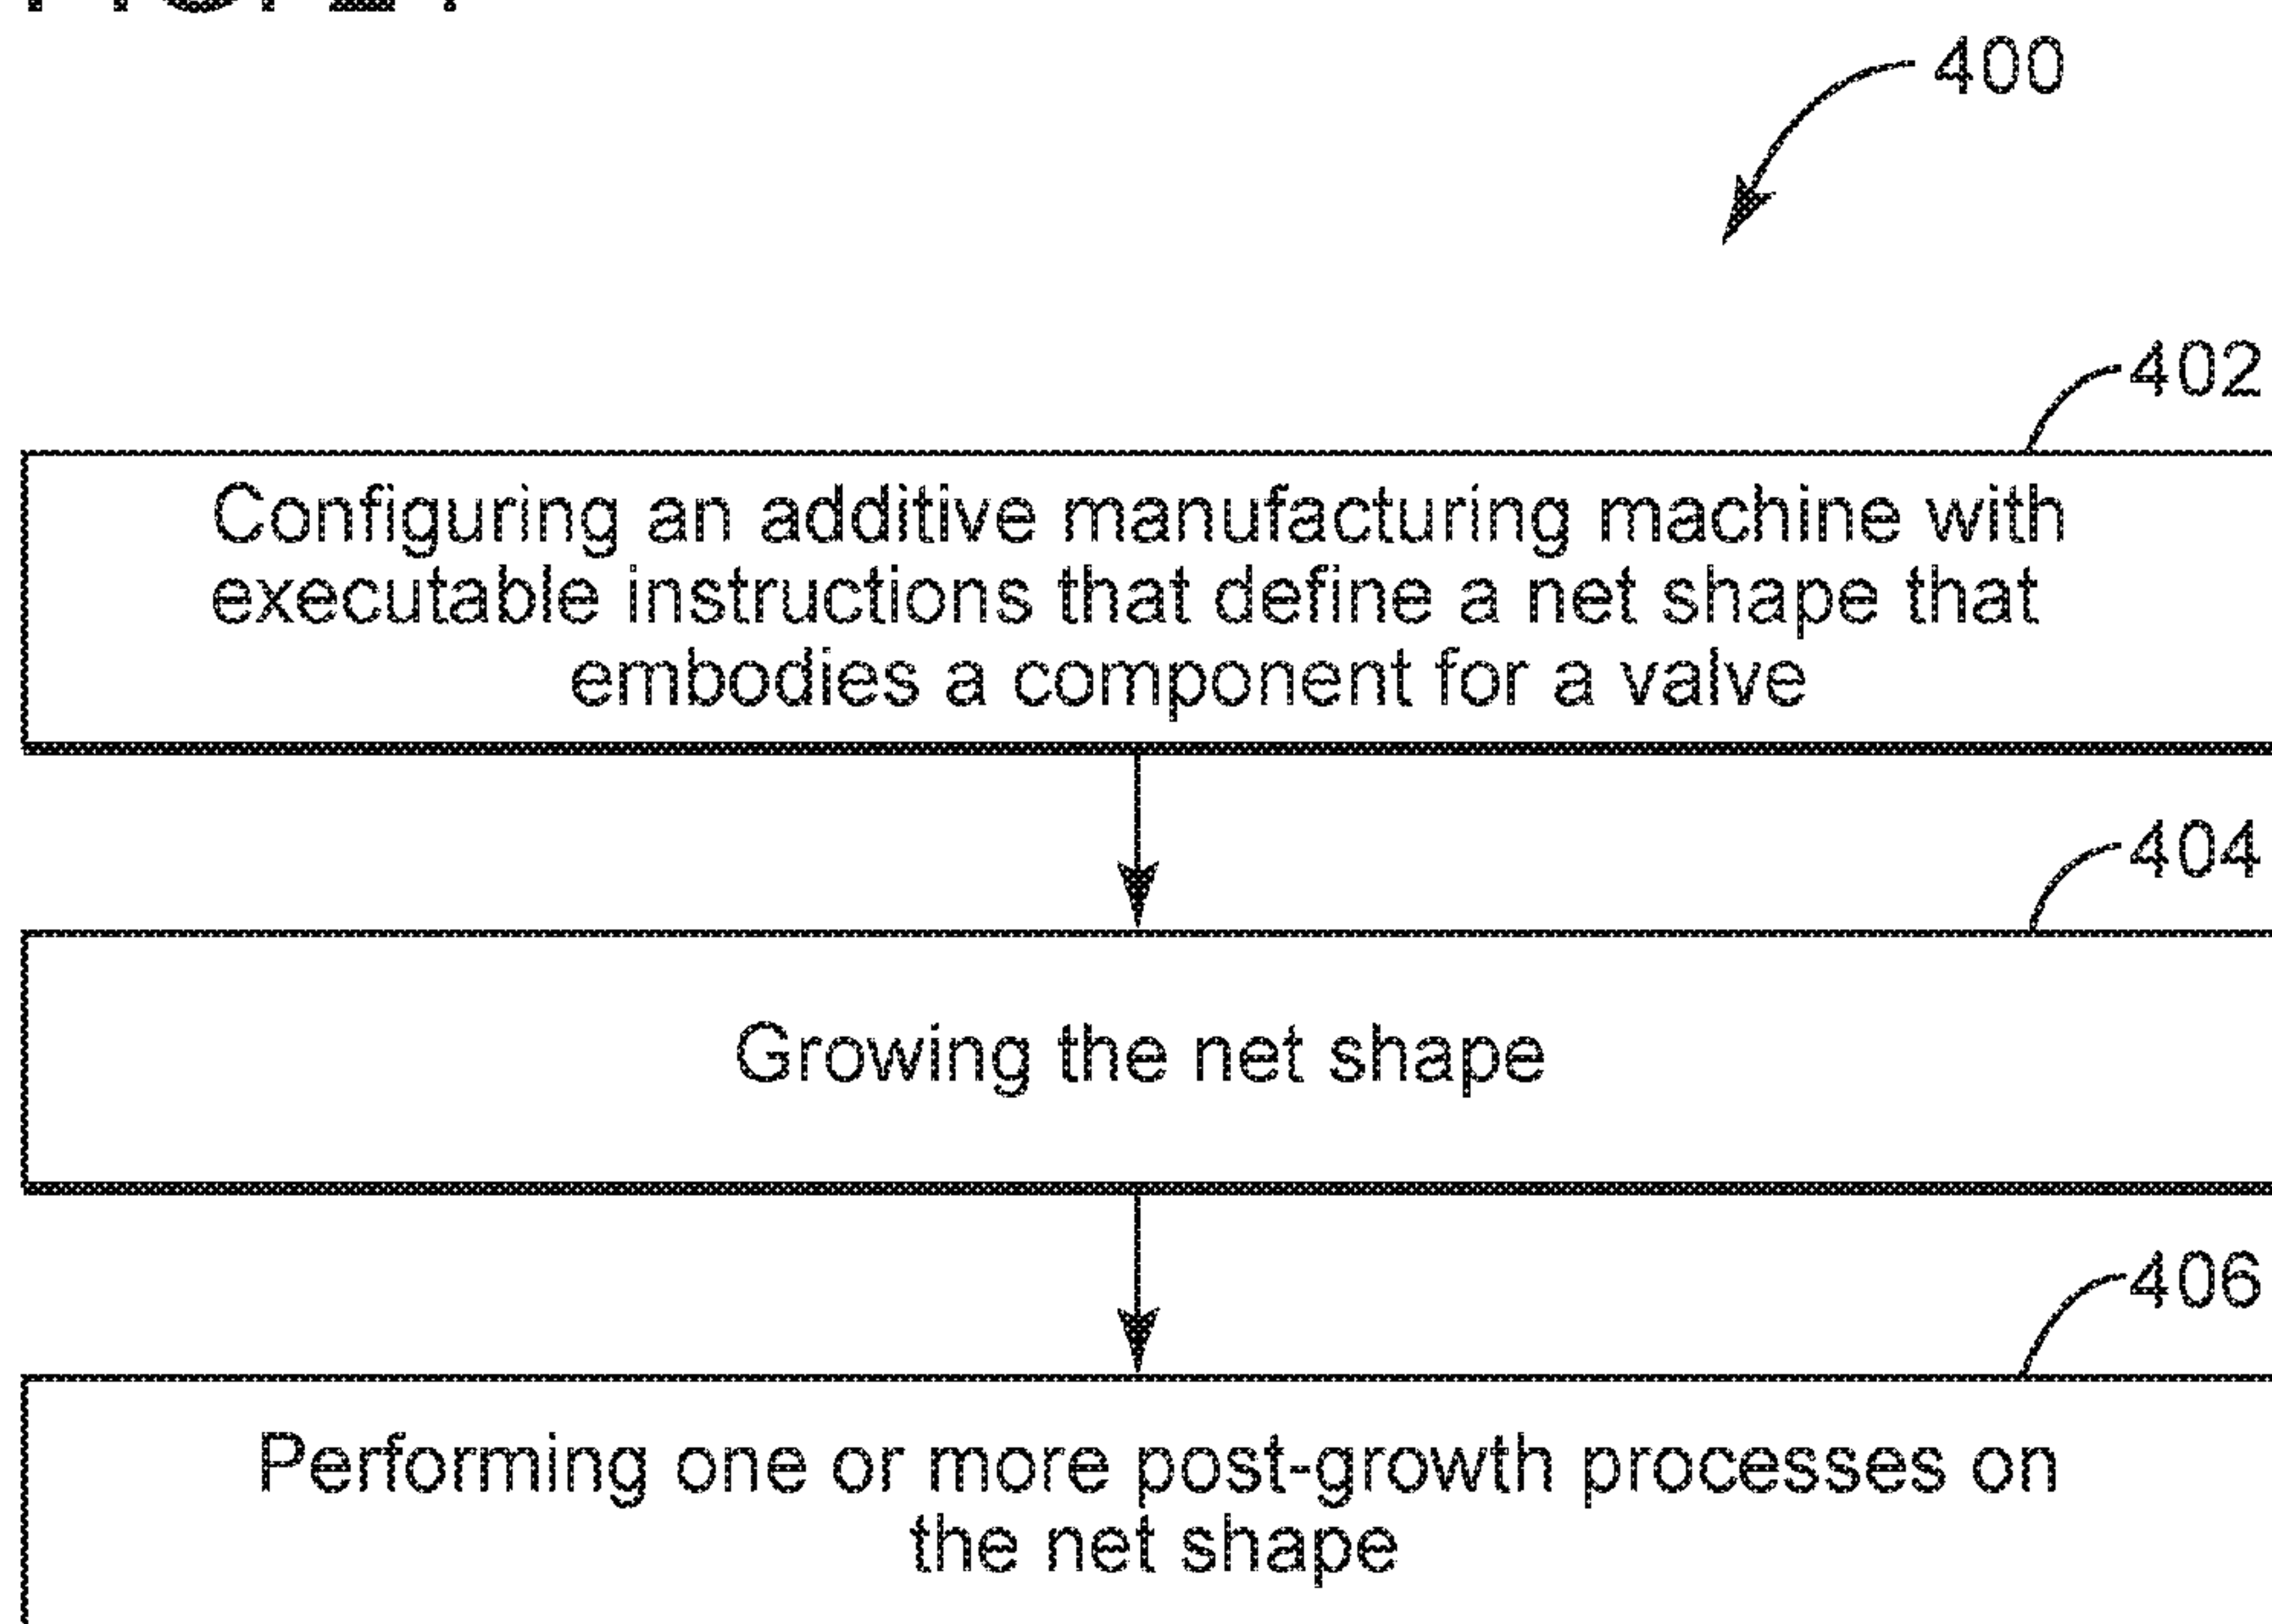 400
402
Configuring an additive manufacturing machine with
executable instructions that define a net shape that
embodies a component for a valve
404
Growing the net shape
406
Performing one or more post-growth processes on
the net shape